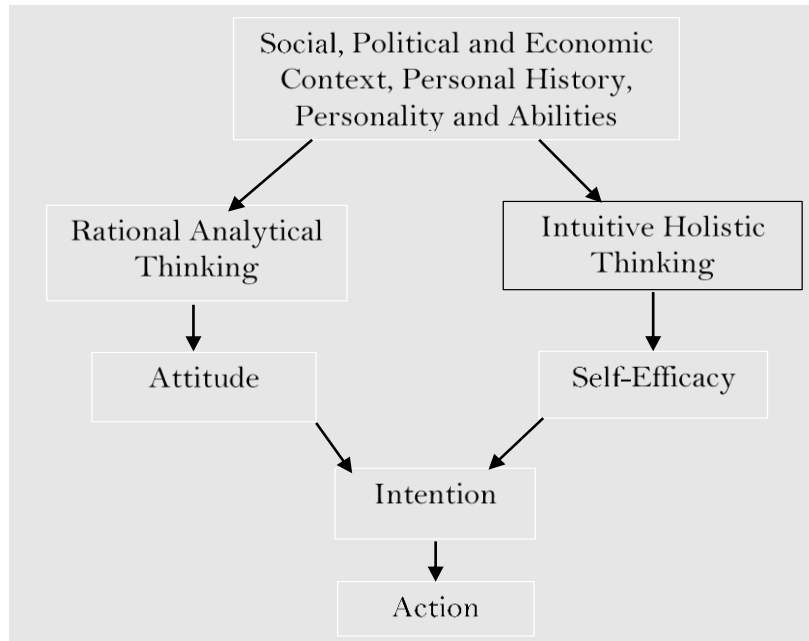 Social, Political and Economic
Context, Personal History,
Personality and Abilities
Rational Analytical
Thinking
Intuitive Holistic
Thinking
Attitude
Self-Efficacy
Intention
Action